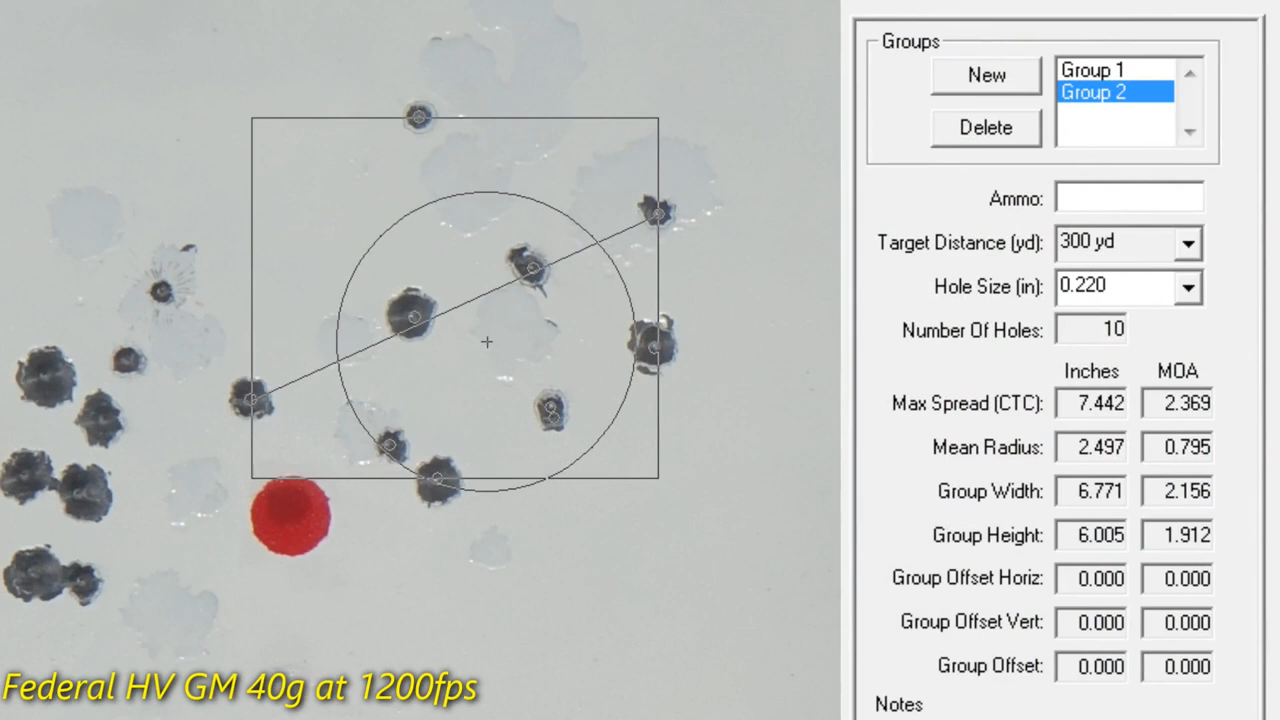 Groups
New
Group 1
Group 2
Delete
Ammo:
Target Distance (yd): 300 yd
Hole Size (in): 0.220
Number Of Holes: 10
Inches MOA
Max Spread (CTC): 7.442 2.369
Mean Radius: 2.497 0.795
Group Width: 6.771 2.156
Group Height: 6.005 1.912
Group Offset Horiz: 0.000 0.000
Group Offset Vert: 0.000 0.000
Group Offset: 0.000 0.000
Notes
Federal HV GM 40g at 1200fps